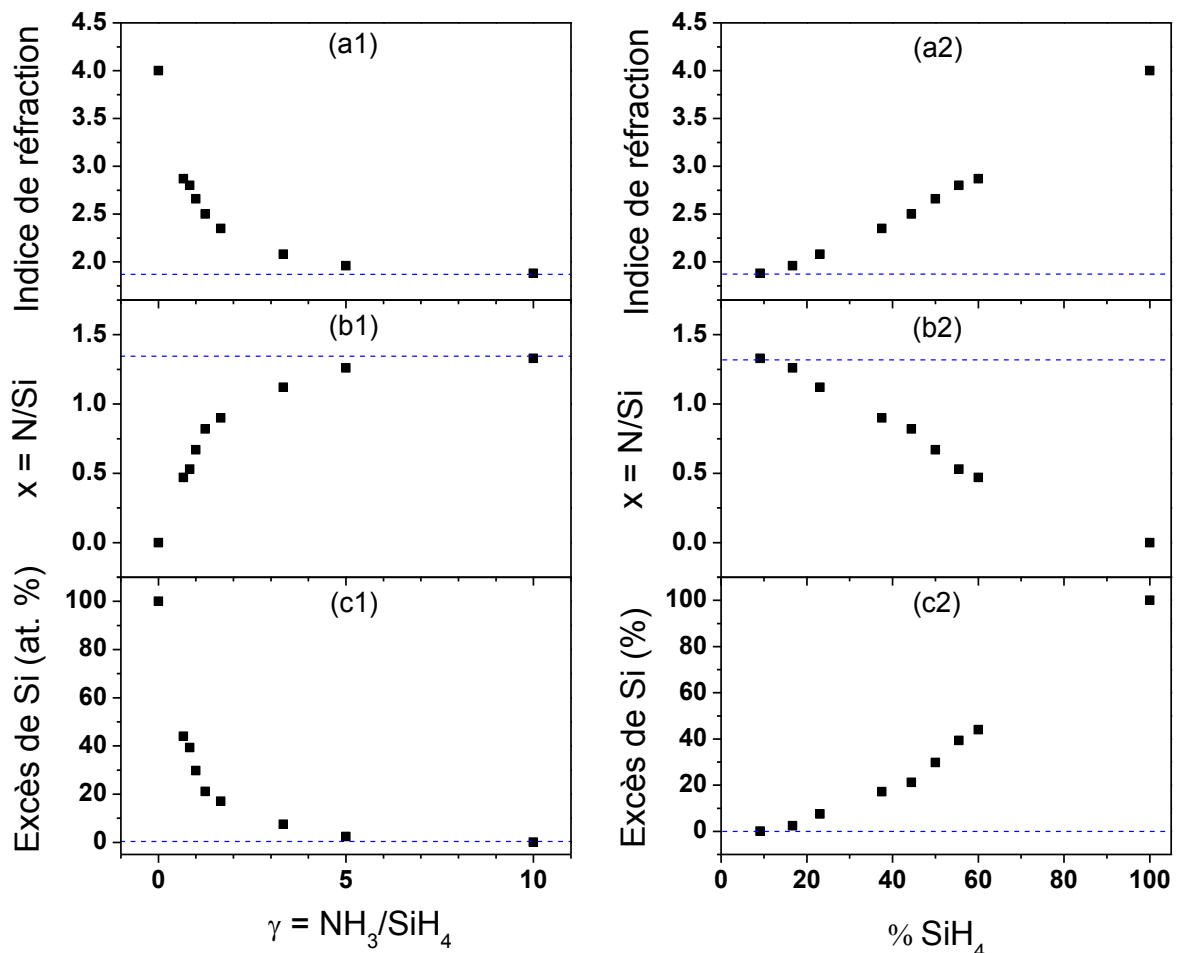 (a1)
4.5
4.0
3.5
3.0
2.5
2.0
Indice de réfraction
(b1)
1.5
1.0
0.5
0.0
x = N/Si
(c1)
100
80
60
40
20
0
Excès de Si (at. %)
0 5 10
γ = NH₃/SiH₄
(a2)
4.5
4.0
3.5
3.0
2.5
2.0
Indice de réfraction
(b2)
1.5
1.0
0.5
0.0
x = N/Si
(c2)
100
80
60
40
20
0
Excès de Si (%)
0 20 40 60 80 100
% SiH₄